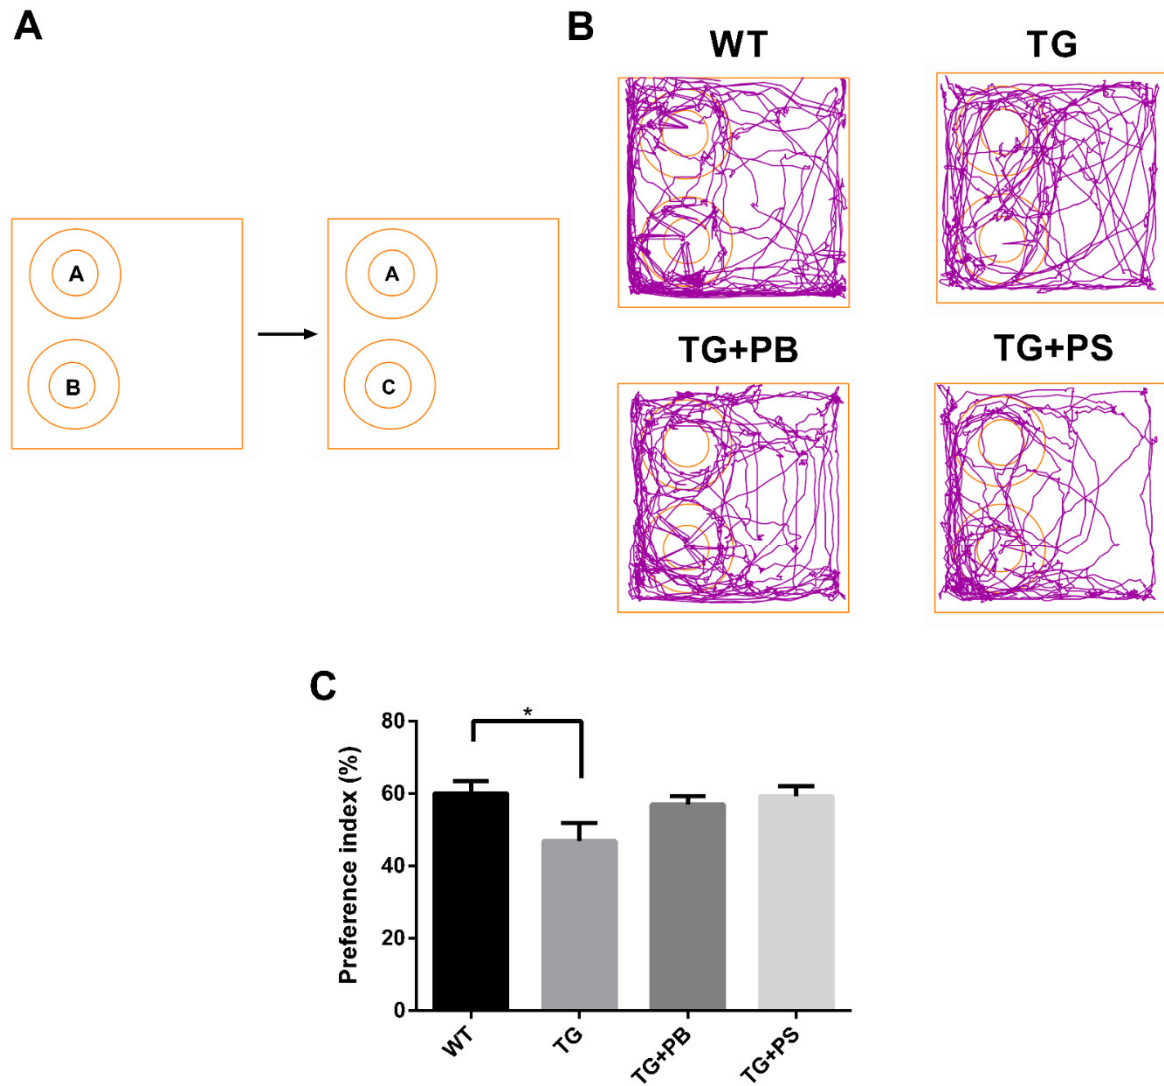 A
A
B
A
C
B
WT
TG
TG+PB
TG+PS
C
Preference index (%)
80
60
40
20
0
*
WT
TG
TG+PB
TG+PS